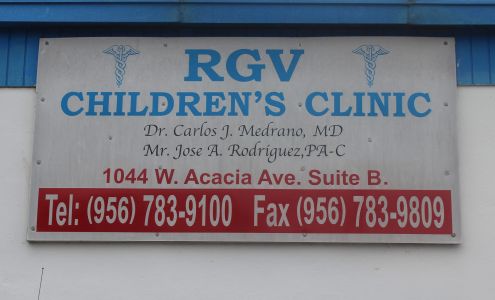 RGV
CHILDREN'S CLINIC
Dr. Carlos J. Medrano, MD
Mr. Jose A. Rodriguez,PA-C
1044 W. Acacia Ave. Suite B.
Tel: (956) 783-9100 Fax (956) 783-9809